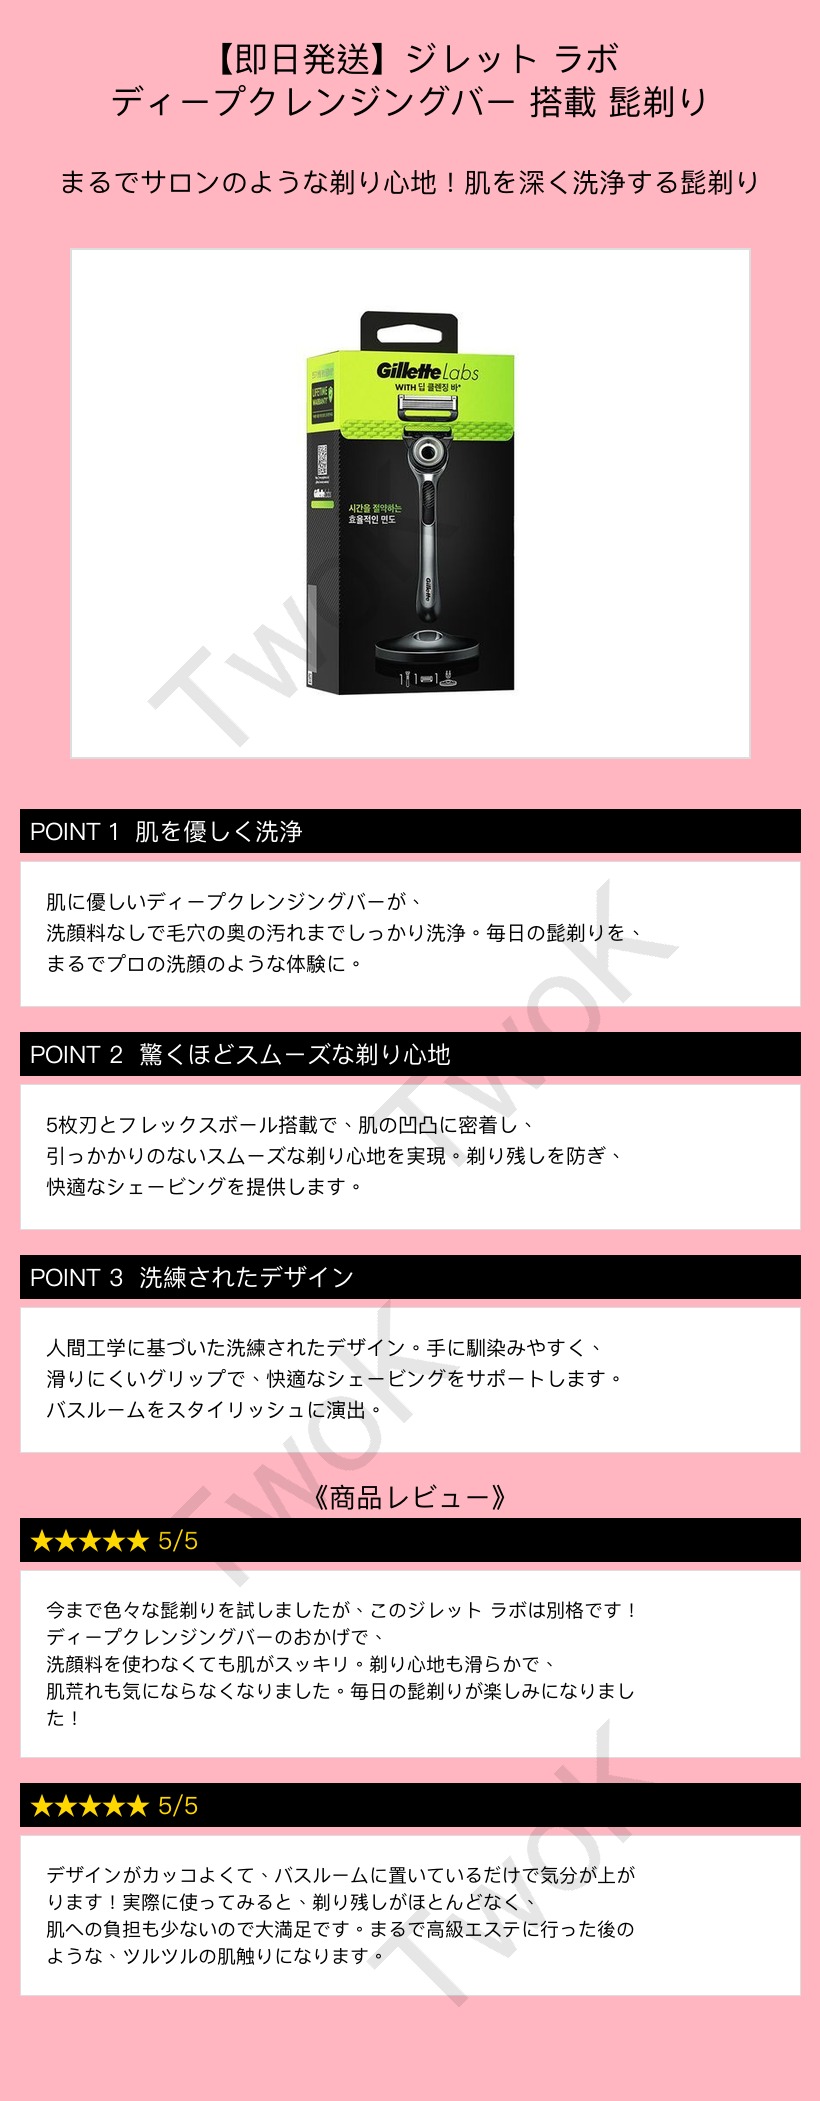 【即日発送】ジレット ラボ
ディープクレンジングバー 搭載 髭剃り
まるでサロンのような剃り心地！肌を深く洗浄する髭剃り
GilletteLabs
WITH 딥 클렌징 바*
LIFETIME
WARRANTY
GilletteLabs
시간을 절약하는
효율적인 면도
Gillette
1 1 1
POINT 1 肌を優しく洗浄
肌に優しいディープクレンジングバーが、
洗顔料なしで毛穴の奥の汚れまでしっかり洗浄。毎日の髭剃りを、
まるでプロの洗顔のような体験に。
POINT 2 驚くほどスムーズな剃り心地
5枚刃とフレックスボール搭載で、肌の凹凸に密着し、
引っかかりのないスムーズな剃り心地を実現。剃り残しを防ぎ、
快適なシェービングを提供します。
POINT 3 洗練されたデザイン
人間工学に基づいた洗練されたデザイン。手に馴染みやすく、
滑りにくいグリップで、快適なシェービングをサポートします。
バスルームをスタイリッシュに演出。
《商品レビュー》
★★★★★ 5/5
今まで色々な髭剃りを試しましたが、このジレット ラボは別格です！
ディープクレンジングバーのおかげで、
洗顔料を使わなくても肌がスッキリ。剃り心地も滑らかで、
肌荒れも気にならなくなりました。毎日の髭剃りが楽しみになりまし
た！
★★★★★ 5/5
デザインがカッコよくて、バスルームに置いているだけで気分が上が
ります！実際に使ってみると、剃り残しがほとんどなく、
肌への負担も少ないので大満足です。まるで高級エステに行った後の
ような、ツルツルの肌触りになります。
TwoK
TwoK
TwoK
TwoK